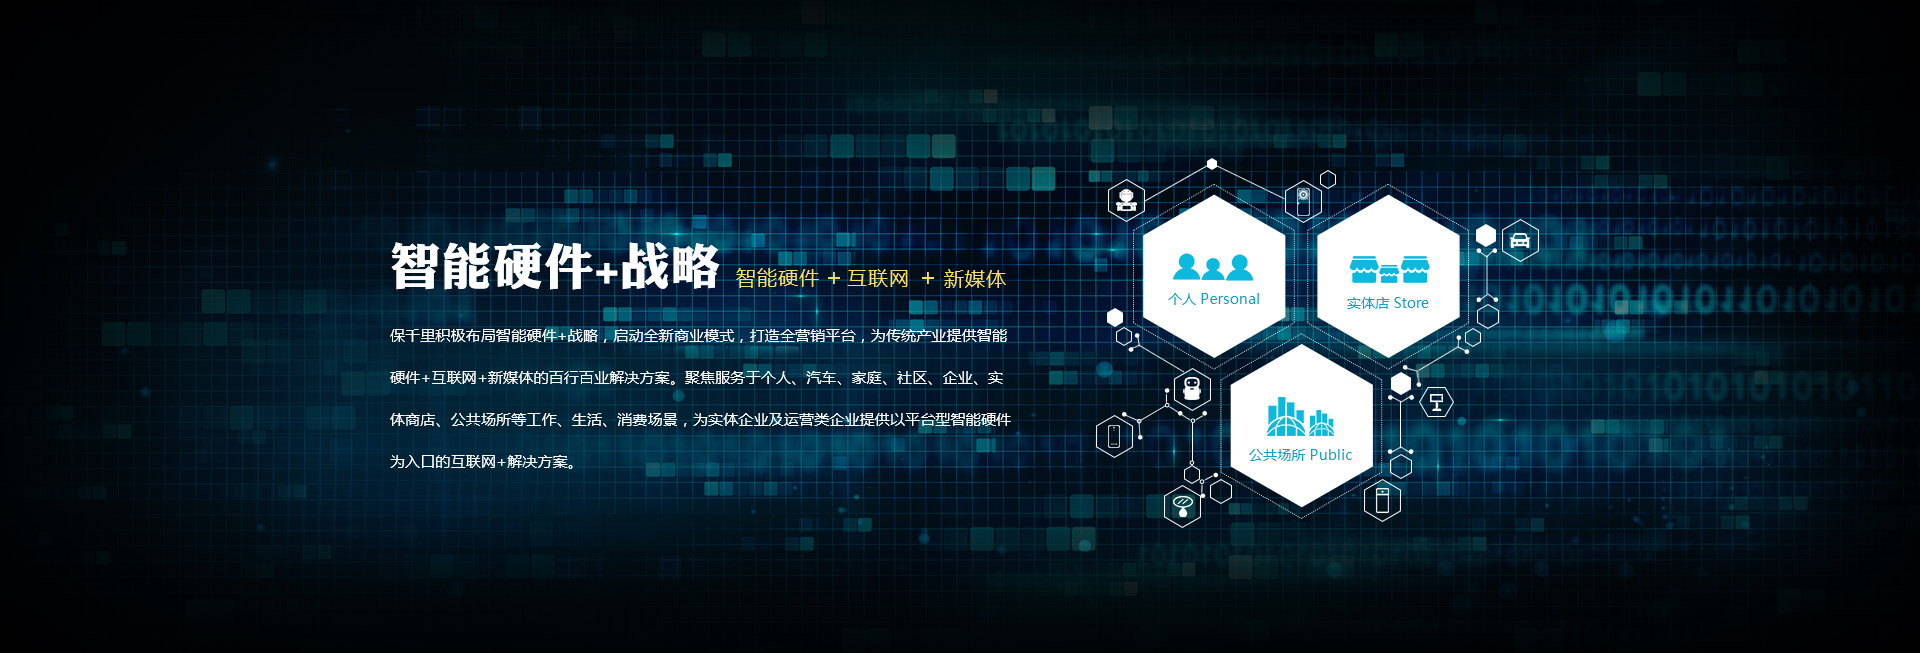 智能硬件+战略 智能硬件 + 互联网 + 新媒体
保千里积极布局智能硬件+战略，启动全新商业模式，打造全营销平台，为传统产业提供智能
硬件+互联网+新媒体的百行百业解决方案。聚焦服务于个人、汽车、家庭、社区、企业、实
体商店、公共场所等工作、生活、消费场景，为实体企业及运营类企业提供以平台型智能硬件
为入口的互联网+解决方案。
个人 Personal
实体店 Store
公共场所 Public